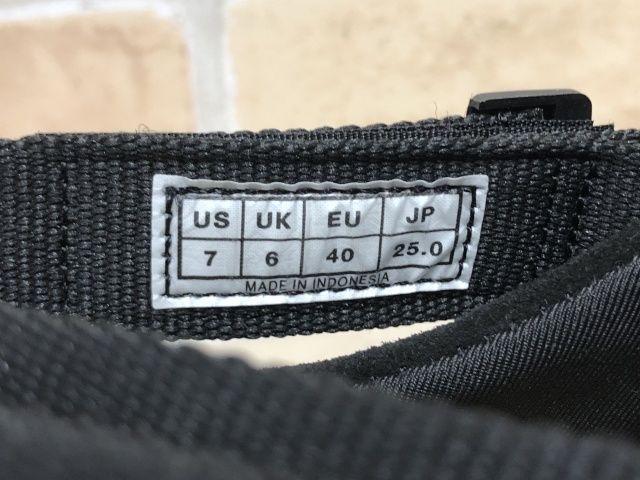 US UK EU JP
7 6 40 25.0
MADE IN INDONESIA